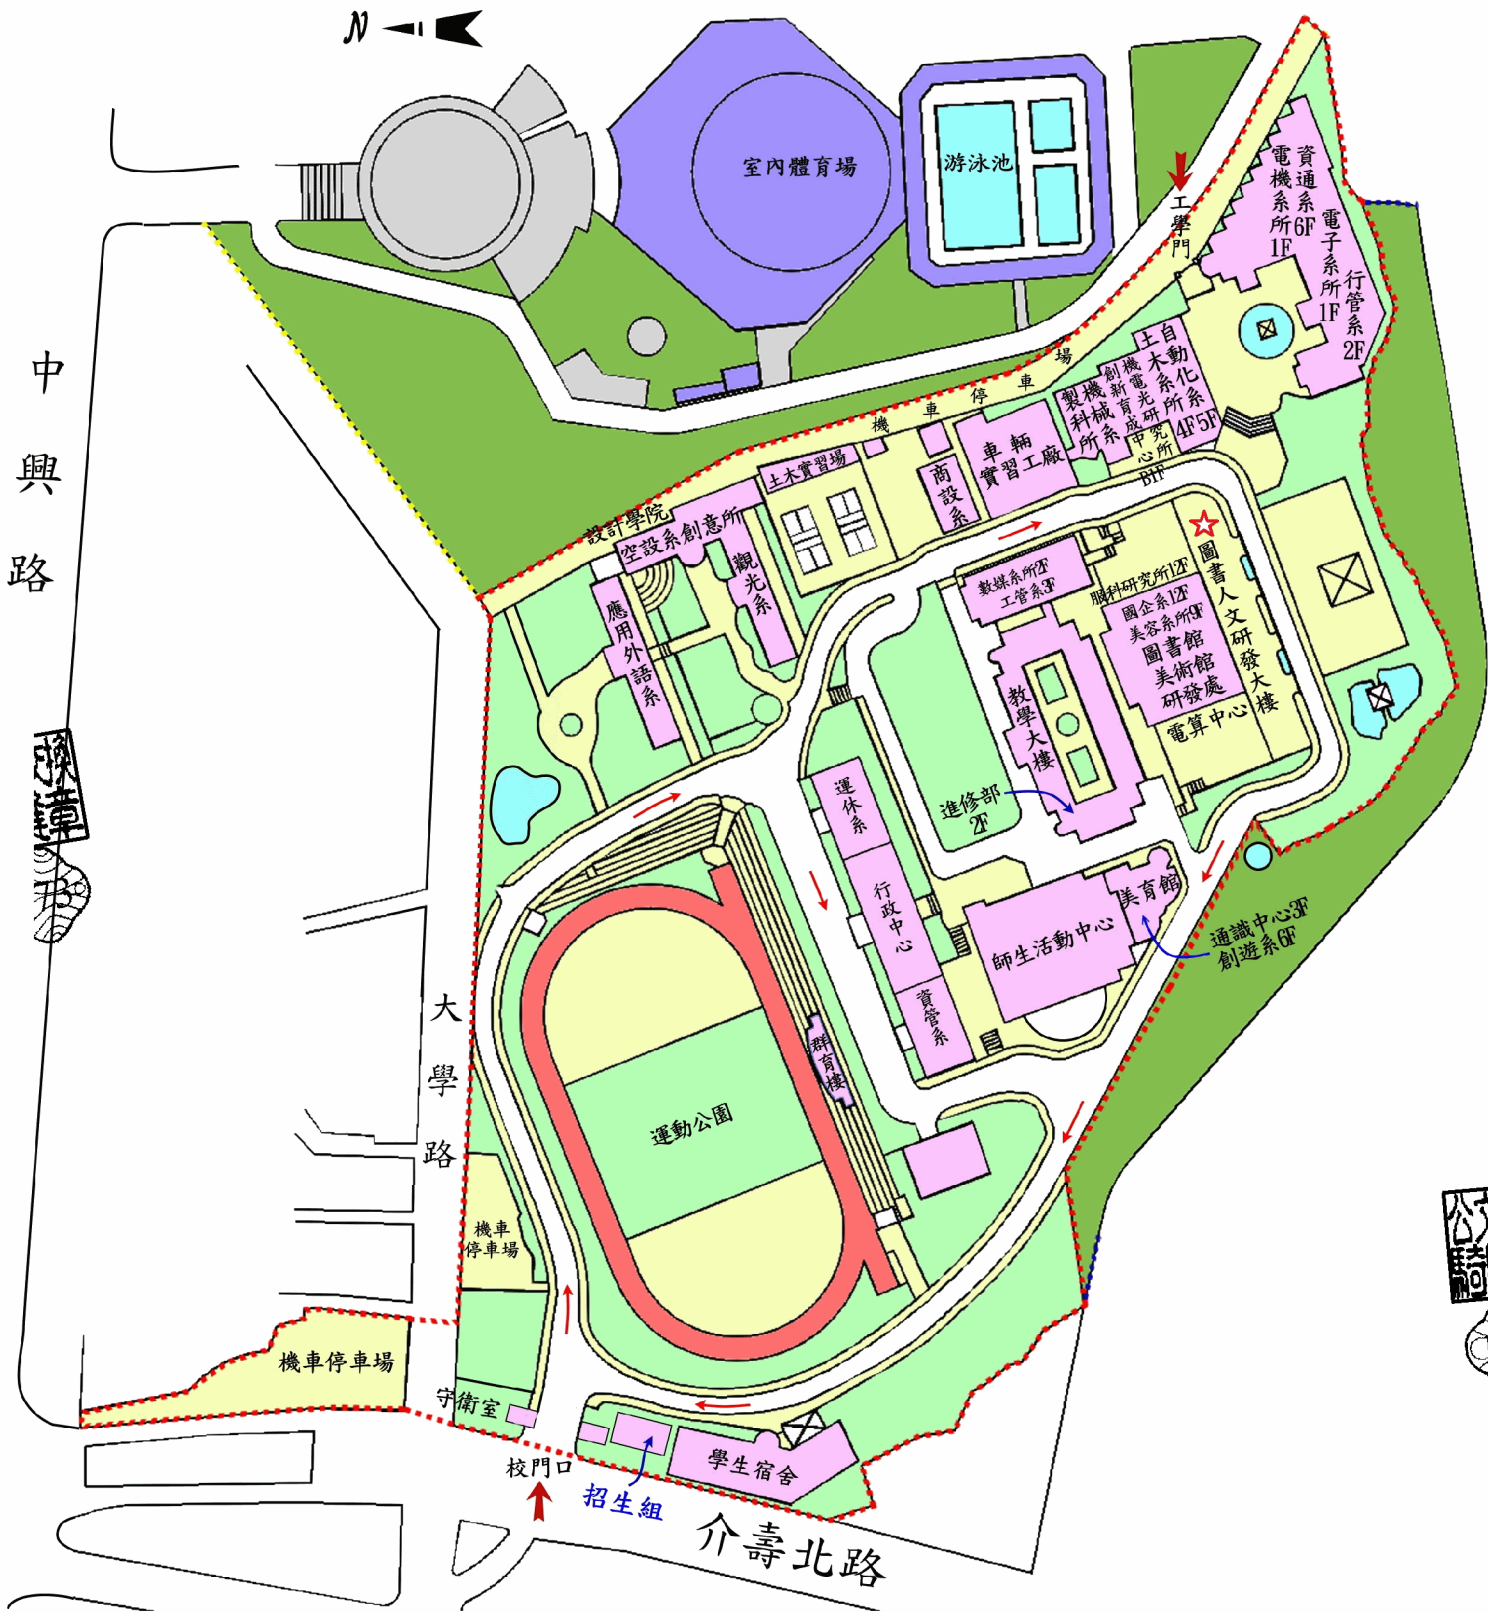 N
室內體育場
游泳池
工學門
資通系6F
電機系所1F
電子系所1F
行管系2F
中興路
機車停車場
自動化系5F
土木系所4F
機電光研究所B1F
創新育成中心
機械系
製科所
車輛實習工廠
商設系
土木實習場
設計學院
空設系創意所
觀光系
應用外語系
數媒系所2F
工管系3F
服科研究所12F
國企系12F
美容系所9F
圖書館
美術館
研發處
電算中心
圖書人文研發大樓
教學大樓
進修部
2F
運休系
行政中心
資管系
師生活動中心
美育館
通識中心3F
創遊系6F
群育樓
運動公園
大學路
機車
停車場
機車停車場
守衛室
校門口
招生組
學生宿舍
介壽北路